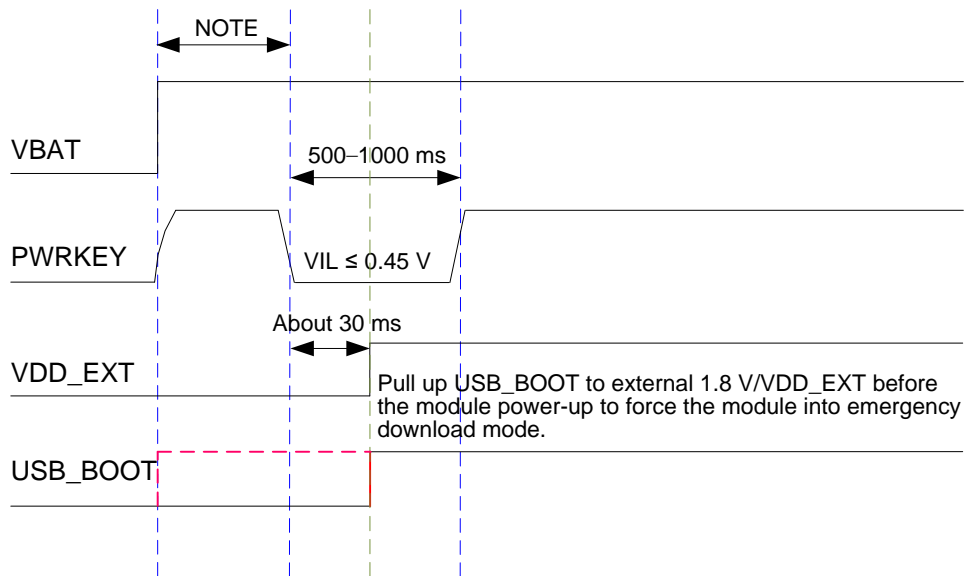 NOTE
VBAT
500–1000 ms
PWRKEY
VIL ≤ 0.45 V
About 30 ms
VDD_EXT
Pull up USB_BOOT to external 1.8 V/VDD_EXT before
the module power-up to force the module into emergency
download mode.
USB_BOOT